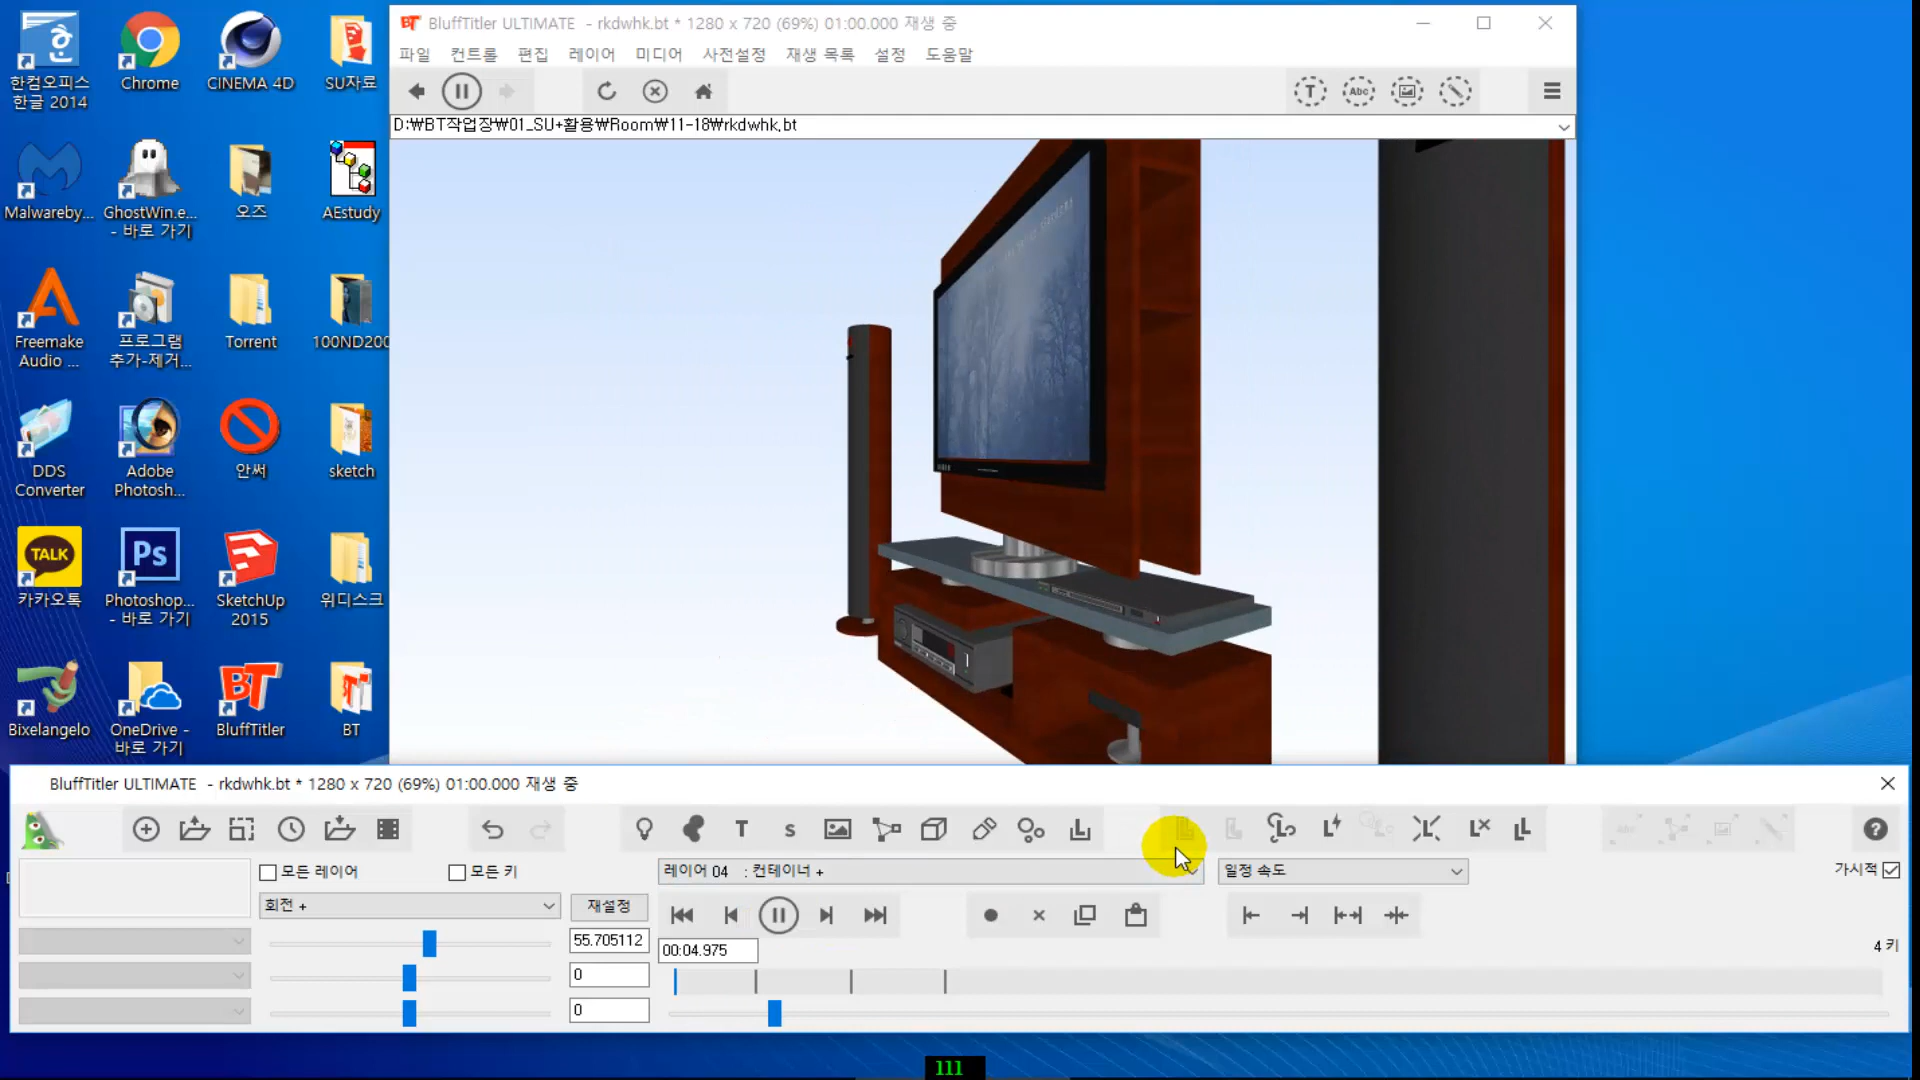 한컴오피스
한글 2014
Chrome
CINEMA 4D
SU자료
Malwareby...
GhostWin.e...
- 바로 가기
오즈
AEstudy
Freemake
Audio ...
프로그램
추가-제거...
Torrent
100ND200
DDS
Converter
Adobe
Photosh...
안써
sketch
TALK
카카오톡
Ps
Photoshop...
- 바로 가기
SketchUp
2015
위디스크
Bixelangelo
OneDrive -
바로 가기
BT
BluffTitler
BT
BT
BluffTitler ULTIMATE - rkdwhk.bt * 1280 x 720 (69%) 01:00.000 재생 중
파일 컨트롤 편집 레이어 미디어 사전설정 재생 목록 설정 도움말
T Abc
D:₩BT작업장₩01_SU+활용₩Room₩11-18₩rkdwhk.bt
BluffTitler ULTIMATE - rkdwhk.bt * 1280 x 720 (69%) 01:00.000 재생 중
T S
모든 레이어
모든 키
레이어 04 : 컨테이너 +
일정 속도
가시적
회전 +
재설정
55.705112
00:04.975
4 키
0
0
111